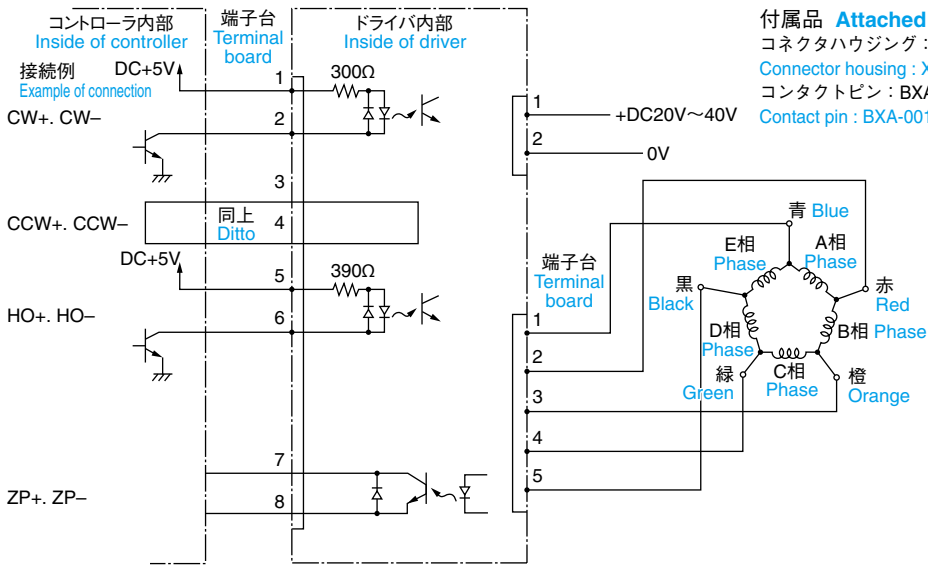 コントローラ内部
Inside of controller
端子台
Terminal
board
ドライバ内部
Inside of driver
付属品 Attached
コネクタハウジング：
Connector housing : X
コンタクトピン：BXA
Contact pin : BXA-001
接続例
Example of connection
DC+5V
1
300Ω
CW+. CW−
2
3
CCW+. CCW−
同上
Ditto
4
DC+5V
5
390Ω
HO+. HO−
6
7
ZP+. ZP−
8
1
+DC20V～40V
2
0V
端子台
Terminal
board
1
2
3
4
5
青 Blue
E相
Phase
A相
Phase
黒
Black
赤
Red
D相
Phase
B相 Phase
緑
Green
C相
Phase
橙
Orange